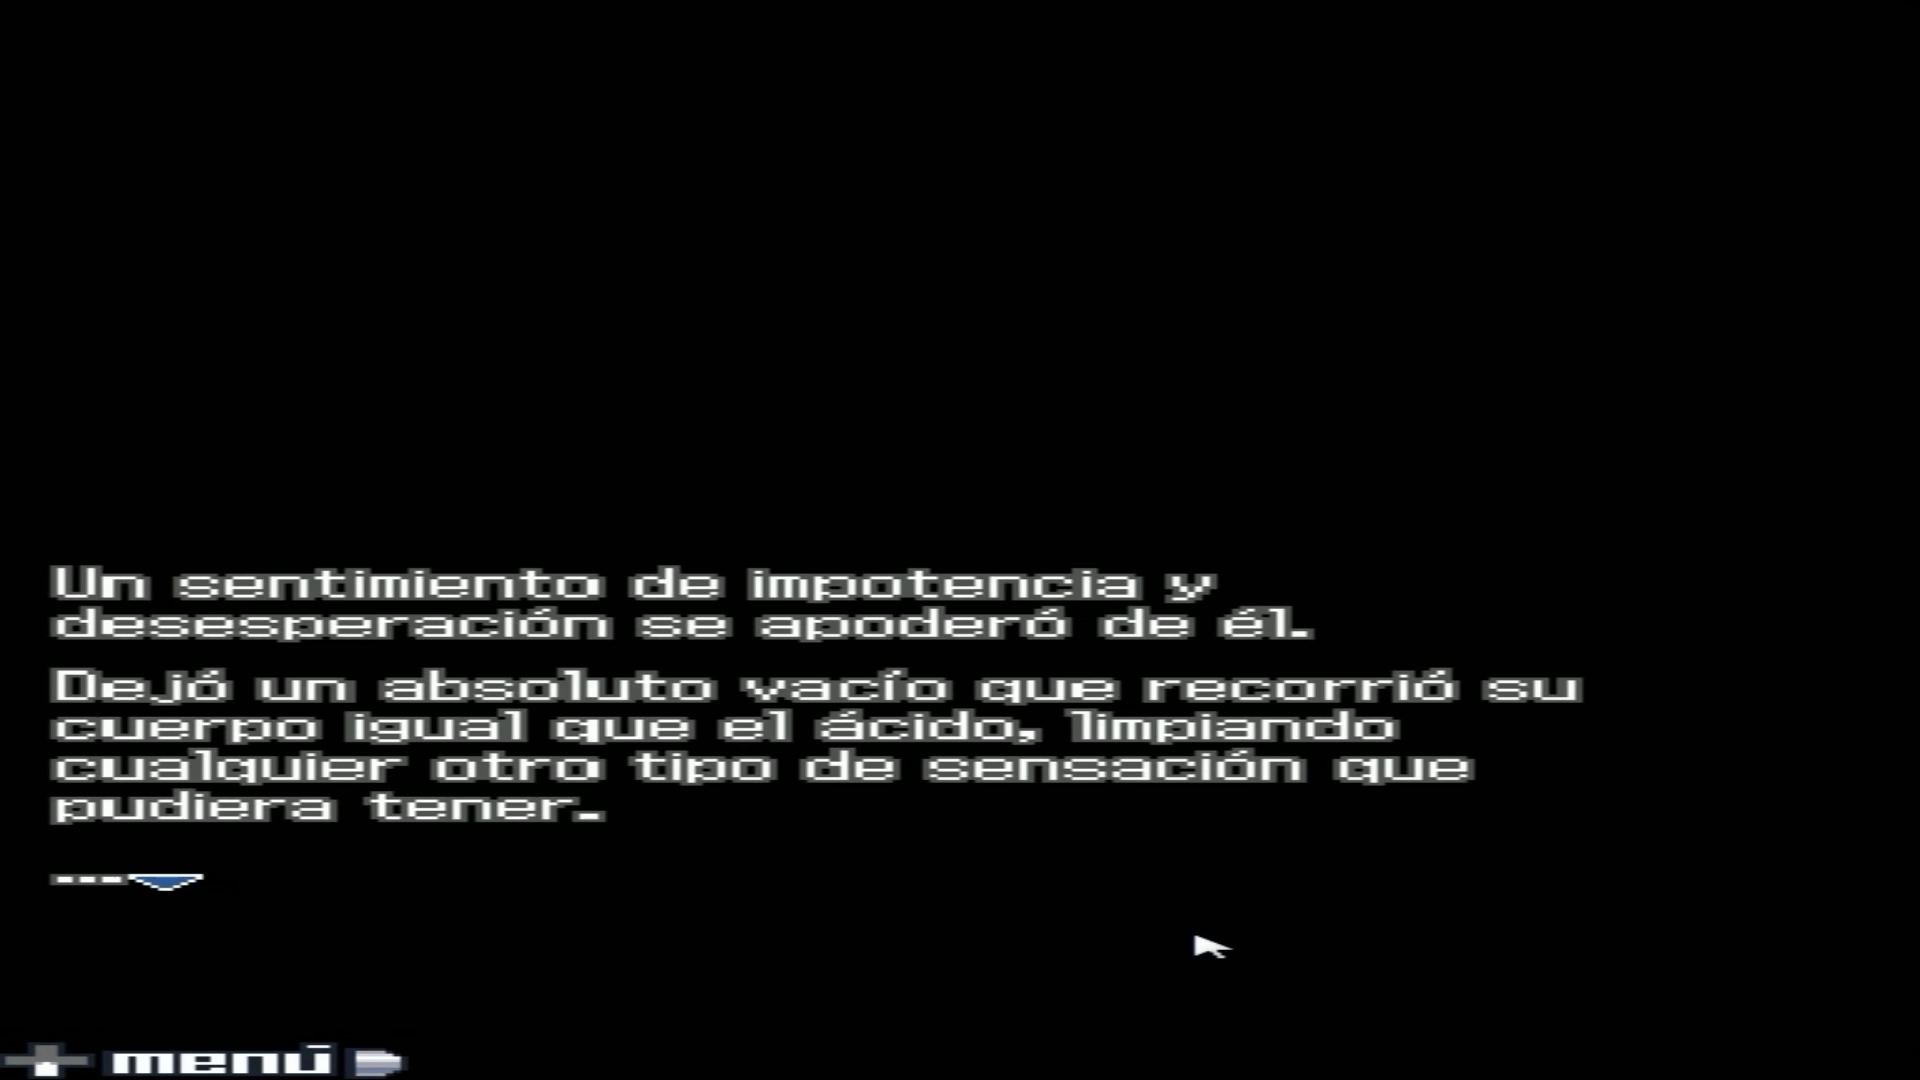 Un sentimiento de impotencia y
desesperación se apoderó de él.
Dejó un absoluto vacío que recorrió su
cuerpo igual que el ácido, limpiando
cualquier otro tipo de sensación que
pudiera tener.
...
menú